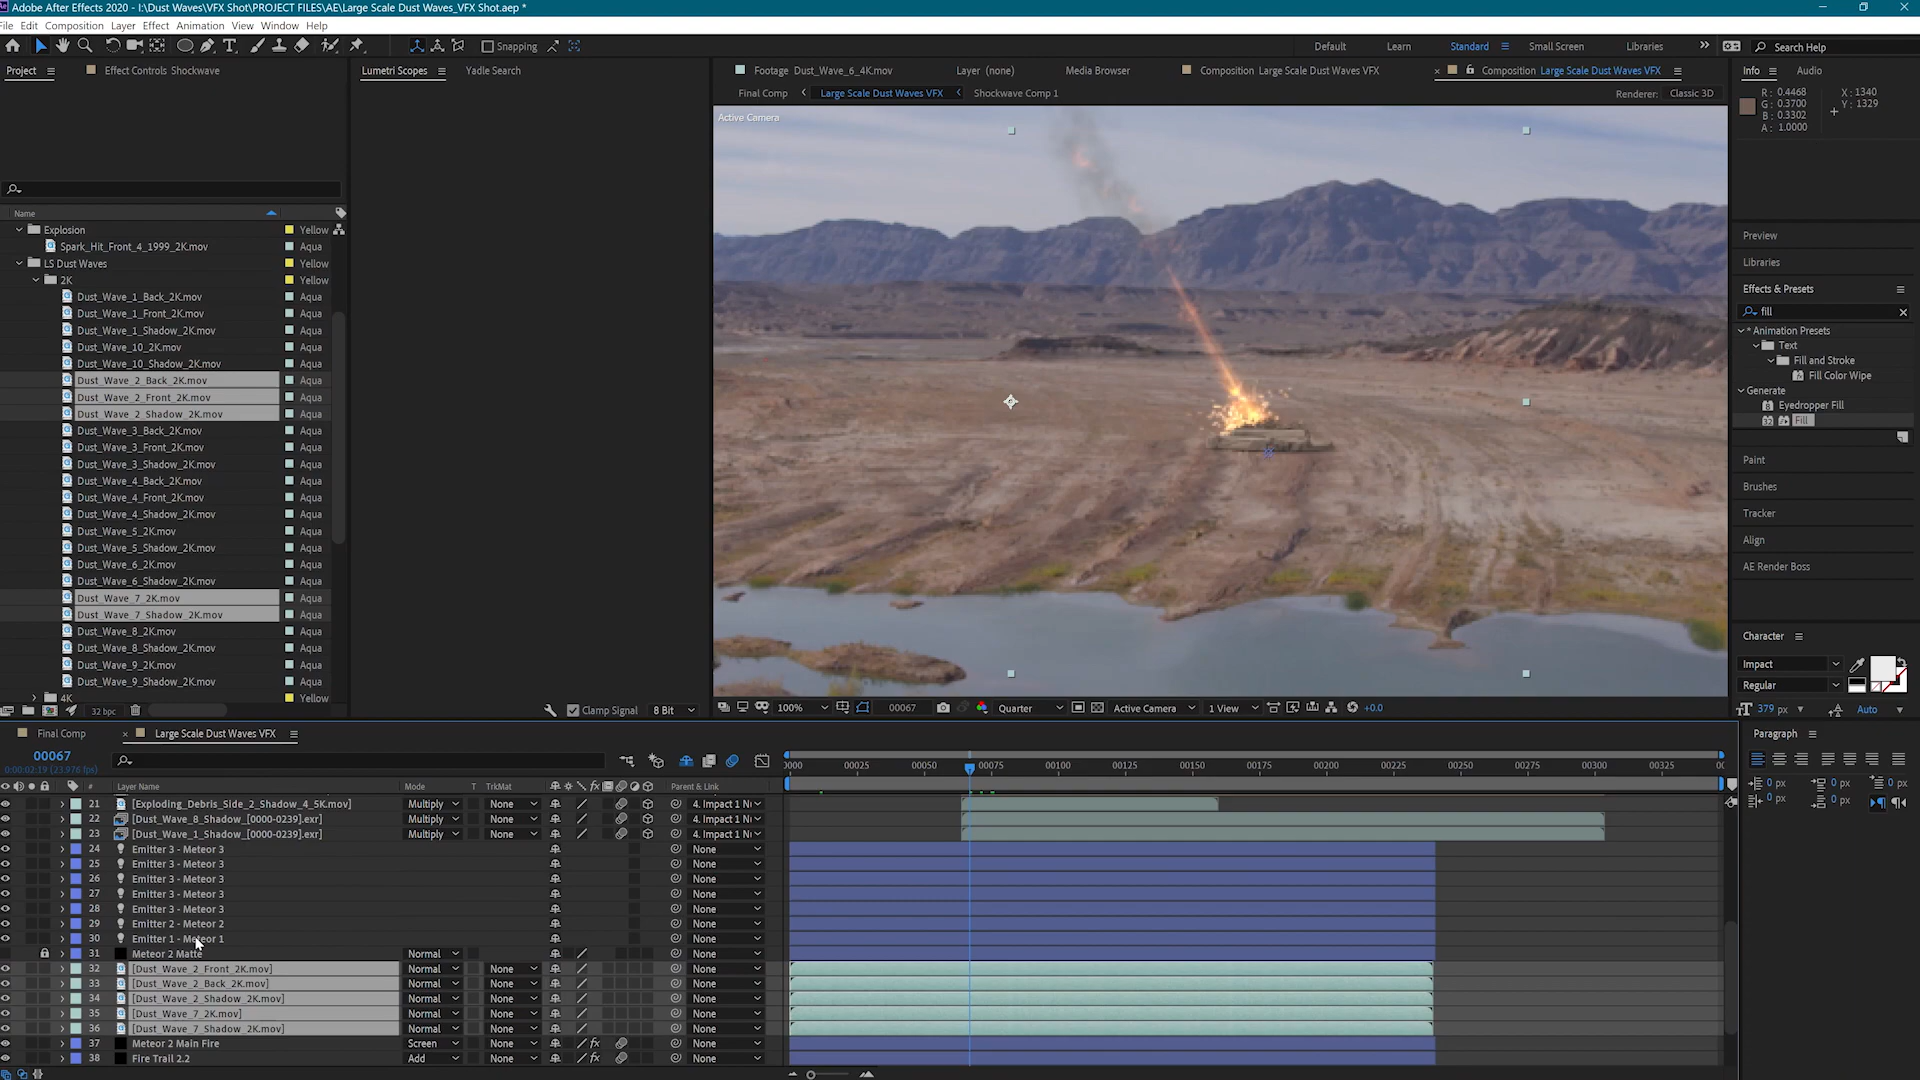 Adobe After Effects 2020 - I:\Dust Waves\VFX Shot\PROJECT FILES\AE\Large Scale Dust Waves_VFX Shot.aep *
File Edit Composition Layer Effect Animation View Window Help
Snapping
Default Learn Standard Small Screen Libraries Search Help
Project Effect Controls Shockwave
Lumetri Scopes Yadle Search
Footage Dust_Wave_6_4K.mov Layer (none) Media Browser Composition Large Scale Dust Waves VFX Composition Large Scale Dust Waves VFX
Final Comp Large Scale Dust Waves VFX Shockwave Comp 1 Renderer: Classic 3D
Active Camera
Info Audio
R: 0.4468 X: 1340
G: 0.3700 Y: 1329
B: 0.3302
A: 1.0000
Name
Explosion Yellow
Spark_Hit_Front_4_1999_2K.mov Aqua
LS Dust Waves Yellow
2K Yellow
Dust_Wave_1_Back_2K.mov Aqua
Dust_Wave_1_Front_2K.mov Aqua
Dust_Wave_1_Shadow_2K.mov Aqua
Dust_Wave_10_2K.mov Aqua
Dust_Wave_10_Shadow_2K.mov Aqua
Dust_Wave_2_Back_2K.mov Aqua
Dust_Wave_2_Front_2K.mov Aqua
Dust_Wave_2_Shadow_2K.mov Aqua
Dust_Wave_3_Back_2K.mov Aqua
Dust_Wave_3_Front_2K.mov Aqua
Dust_Wave_3_Shadow_2K.mov Aqua
Dust_Wave_4_Back_2K.mov Aqua
Dust_Wave_4_Front_2K.mov Aqua
Dust_Wave_4_Shadow_2K.mov Aqua
Dust_Wave_5_2K.mov Aqua
Dust_Wave_5_Shadow_2K.mov Aqua
Dust_Wave_6_2K.mov Aqua
Dust_Wave_6_Shadow_2K.mov Aqua
Dust_Wave_7_2K.mov Aqua
Dust_Wave_7_Shadow_2K.mov Aqua
Dust_Wave_8_2K.mov Aqua
Dust_Wave_8_Shadow_2K.mov Aqua
Dust_Wave_9_2K.mov Aqua
Dust_Wave_9_Shadow_2K.mov Aqua
4K Yellow
32 bpc
Clamp Signal 8 Bit
100% 00067 Quarter Active Camera 1 View +0.0
Preview
Libraries
Effects & Presets
fill
* Animation Presets
Text
Fill and Stroke
Fill Color Wipe
Generate
Eyedropper Fill
Fill
Paint
Brushes
Tracker
Align
AE Render Boss
Character
Impact
Regular
379 px Auto
Paragraph
0 px 0 px 0 px
0 px 0 px
Final Comp Large Scale Dust Waves VFX
00067
0:00:02:19 (23.976 fps)
0000 00025 00050 00075 00100 00125 00150 00175 00200 00225 00250 00275 00300 00325
# Layer Name Mode T TrkMat Parent & Link
21 [Exploding_Debris_Side_2_Shadow_4_5K.mov] Multiply None 4. Impact 1 N
22 [Dust_Wave_8_Shadow_[0000-0239].exr] Multiply None 4. Impact 1 N
23 [Dust_Wave_1_Shadow_[0000-0239].exr] Multiply None 4. Impact 1 N
24 Emitter 3 - Meteor 3 None
25 Emitter 3 - Meteor 3 None
26 Emitter 3 - Meteor 3 None
27 Emitter 3 - Meteor 3 None
28 Emitter 3 - Meteor 3 None
29 Emitter 2 - Meteor 2 None
30 Emitter 1 - Meteor 1 None
31 Meteor 2 Matte Normal None
32 [Dust_Wave_2_Front_2K.mov] Normal None None
33 [Dust_Wave_2_Back_2K.mov] Normal None None
34 [Dust_Wave_2_Shadow_2K.mov] Normal None None
35 [Dust_Wave_7_2K.mov] Normal None None
36 [Dust_Wave_7_Shadow_2K.mov] Normal None None
37 Meteor 2 Main Fire Screen None None
38 Fire Trail 2.2 Add None None